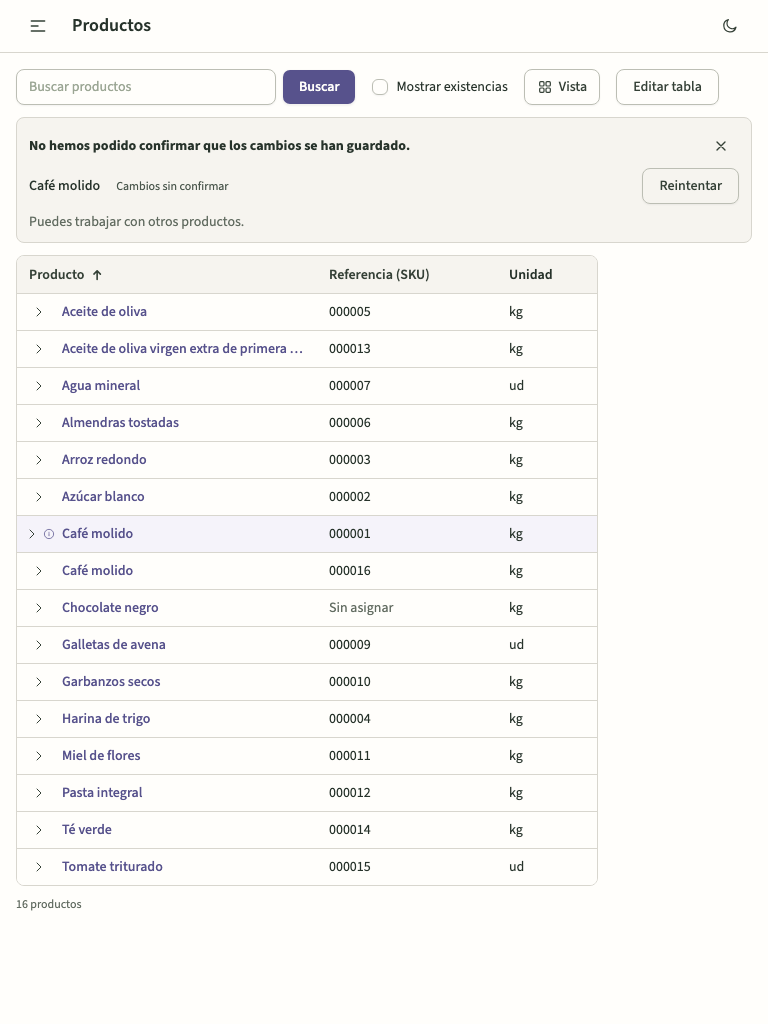 Productos
Buscar productos Buscar Mostrar existencias Vista Editar tabla
No hemos podido confirmar que los cambios se han guardado.
Café molido Cambios sin confirmar Reintentar
Puedes trabajar con otros productos.
Producto Referencia (SKU) Unidad
Aceite de oliva 000005 kg
Aceite de oliva virgen extra de primera … 000013 kg
Agua mineral 000007 ud
Almendras tostadas 000006 kg
Arroz redondo 000003 kg
Azúcar blanco 000002 kg
Café molido 000001 kg
Café molido 000016 kg
Chocolate negro Sin asignar kg
Galletas de avena 000009 ud
Garbanzos secos 000010 kg
Harina de trigo 000004 kg
Miel de flores 000011 kg
Pasta integral 000012 kg
Té verde 000014 kg
Tomate triturado 000015 ud
16 productos